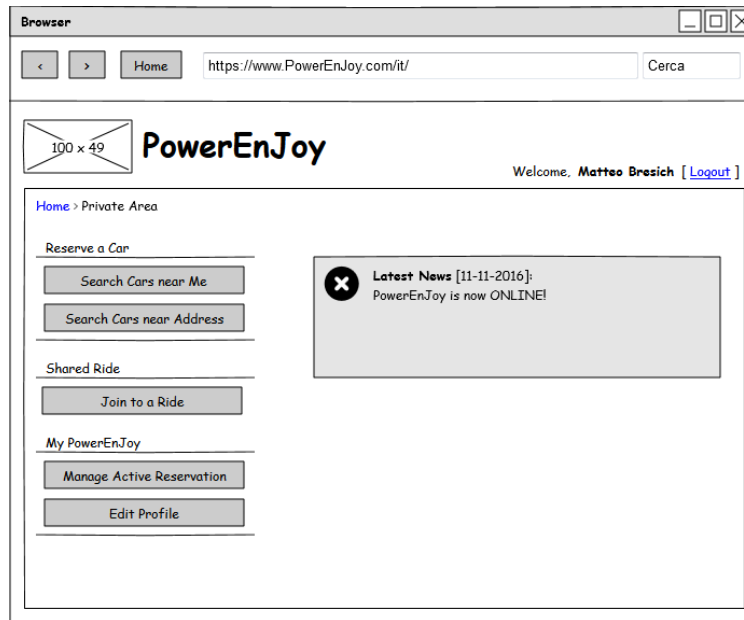 Browser
‹ › Home https://www.PowerEnJoy.com/it/ Cerca
100 x 49
PowerEnJoy
Welcome, Matteo Bresich [ Logout ]
Home > Private Area
Reserve a Car
Search Cars near Me
Search Cars near Address
Shared Ride
Join to a Ride
My PowerEnJoy
Manage Active Reservation
Edit Profile
Latest News [11-11-2016]:
PowerEnJoy is now ONLINE!